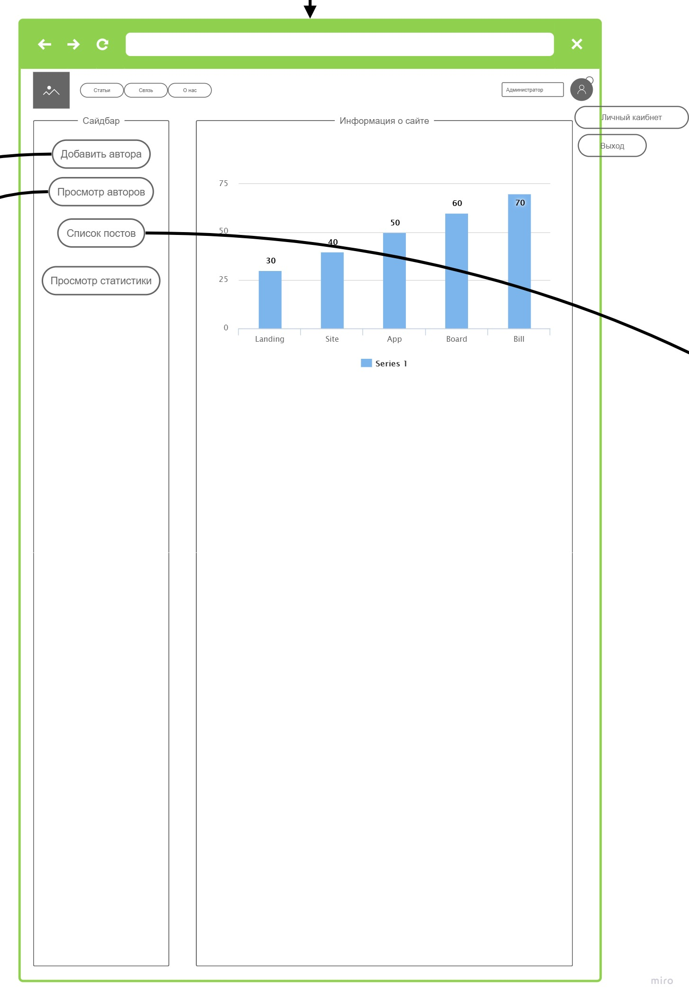 Статьи
Связь
О нас
Администратор
Личный каибнет
Выход
Сайдбар
Добавить автора
Просмотр авторов
Список постов
Просмотр статистики
Информация о сайте
75
50
25
0
30
40
50
60
70
Landing
Site
App
Board
Bill
Series 1
miro